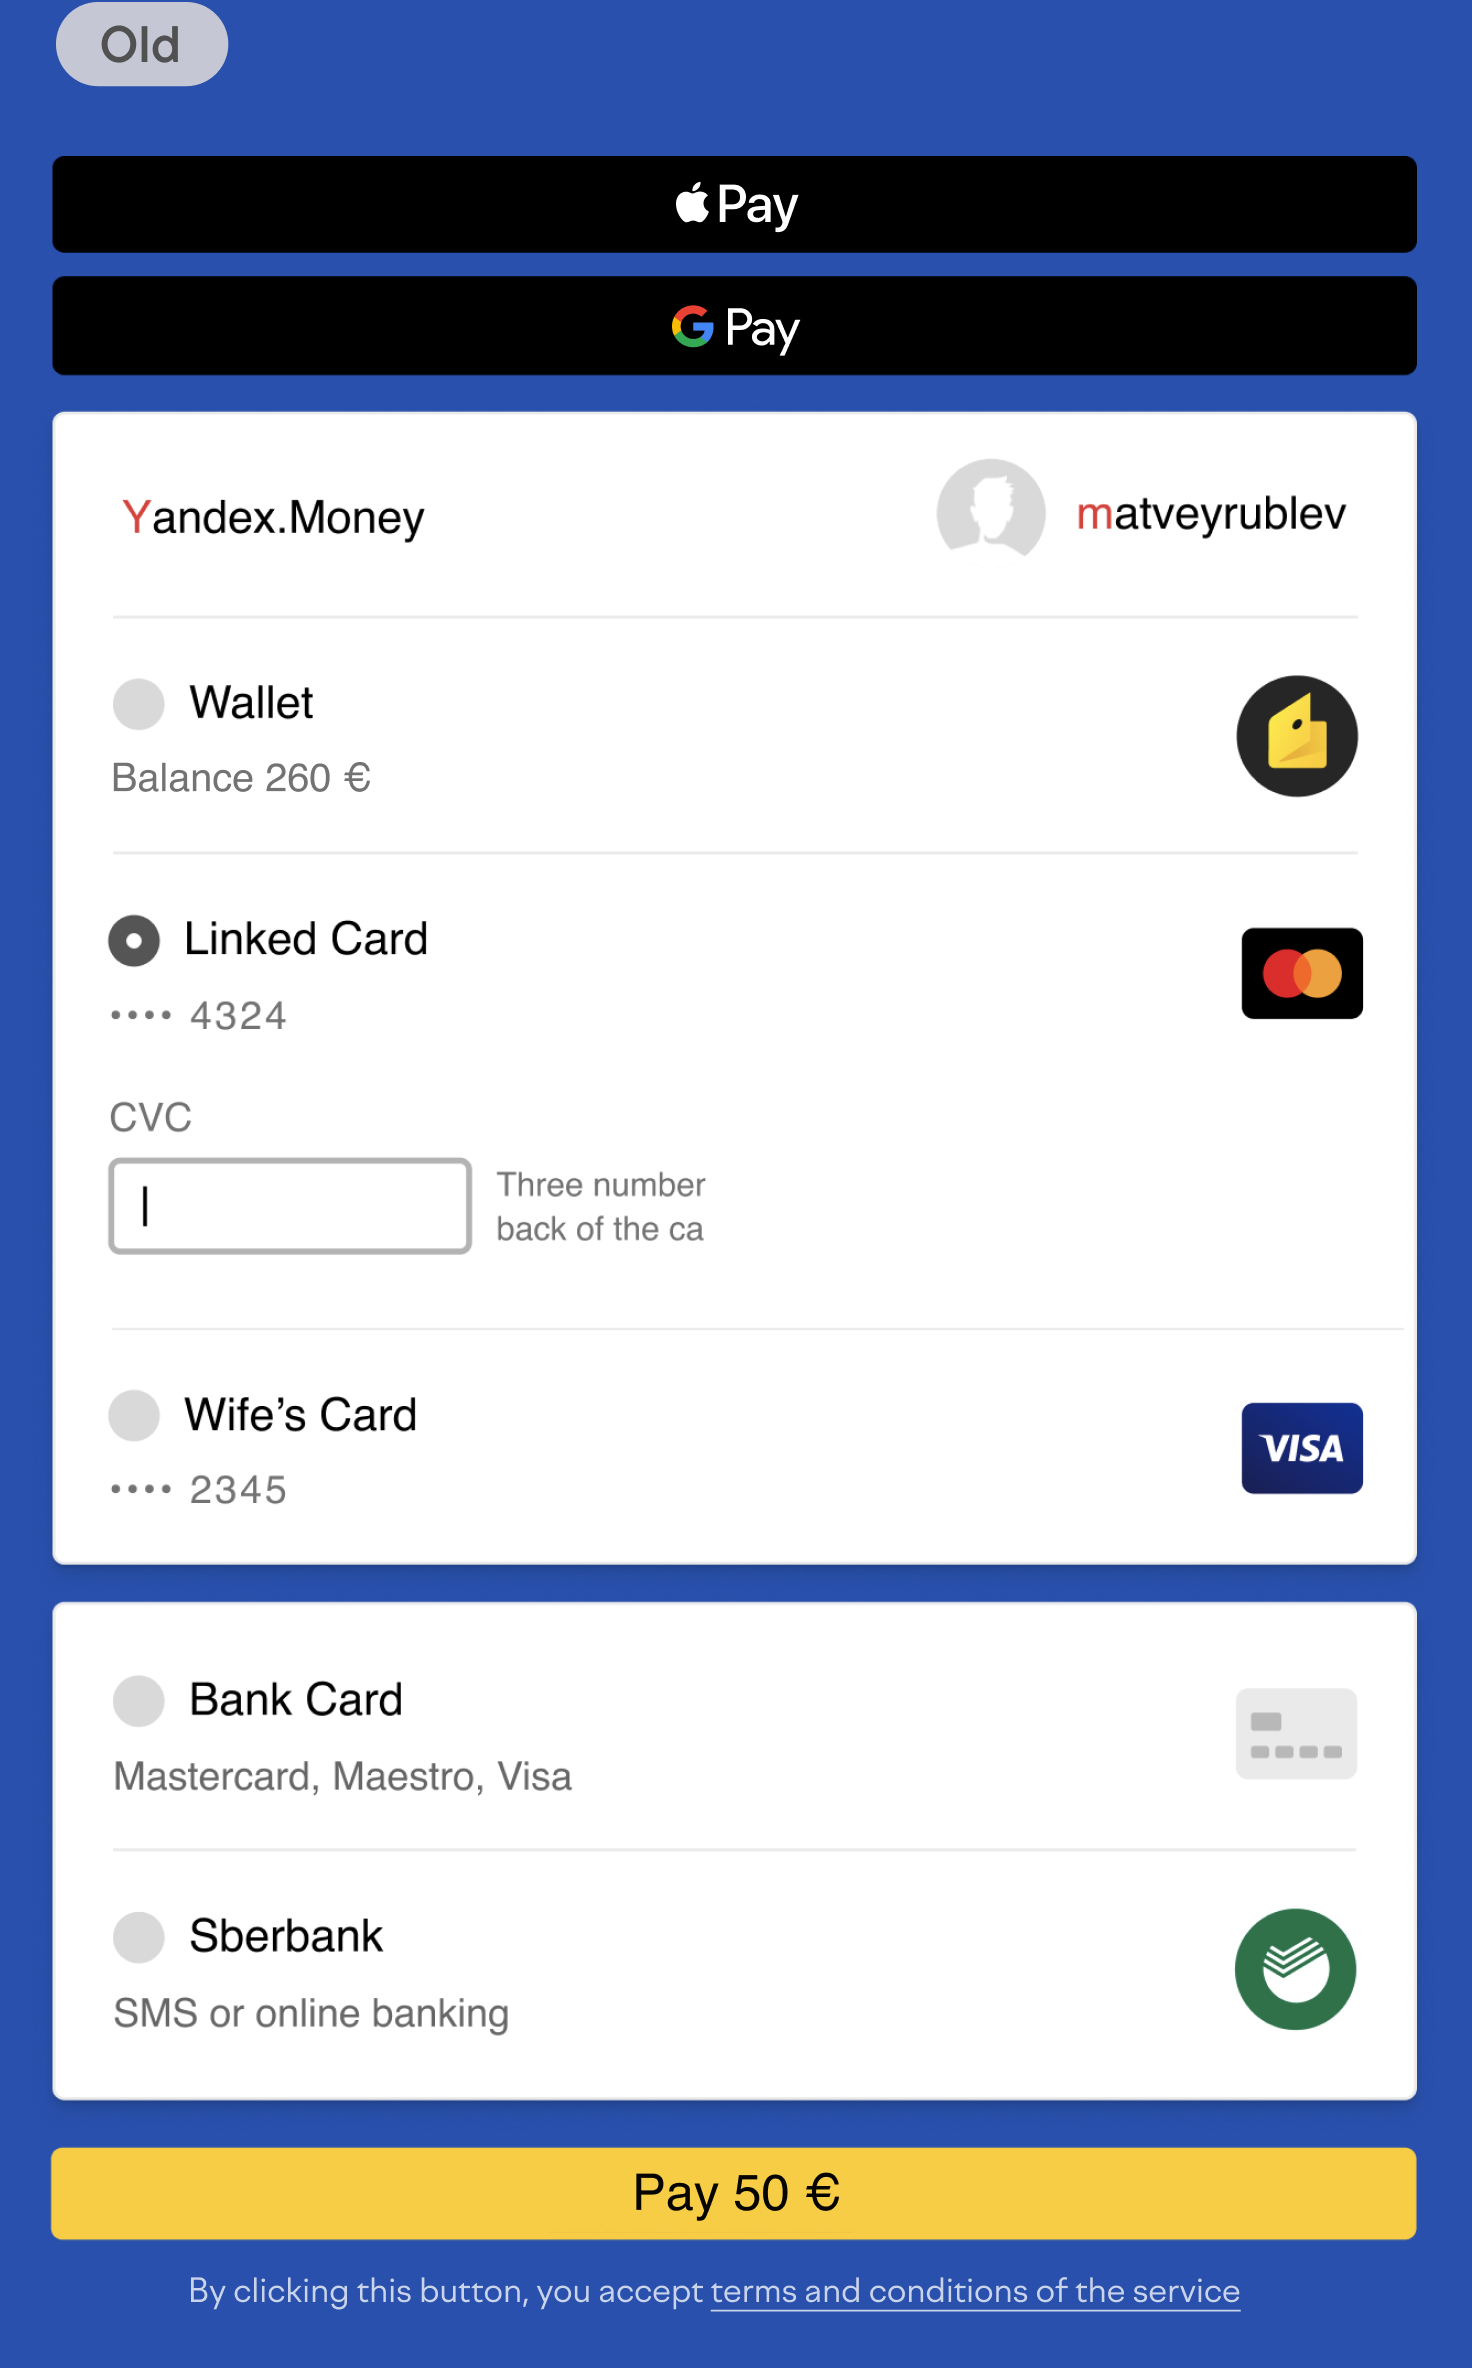 Old
Pay
G Pay
Yandex.Money
matveyrublev
Wallet
Balance 260 €
Linked Card
•••• 4324
CVC
Three number
back of the ca
Wife’s Card
•••• 2345
VISA
Bank Card
Mastercard, Maestro, Visa
Sberbank
SMS or online banking
Pay 50 €
By clicking this button, you accept terms and conditions of the service